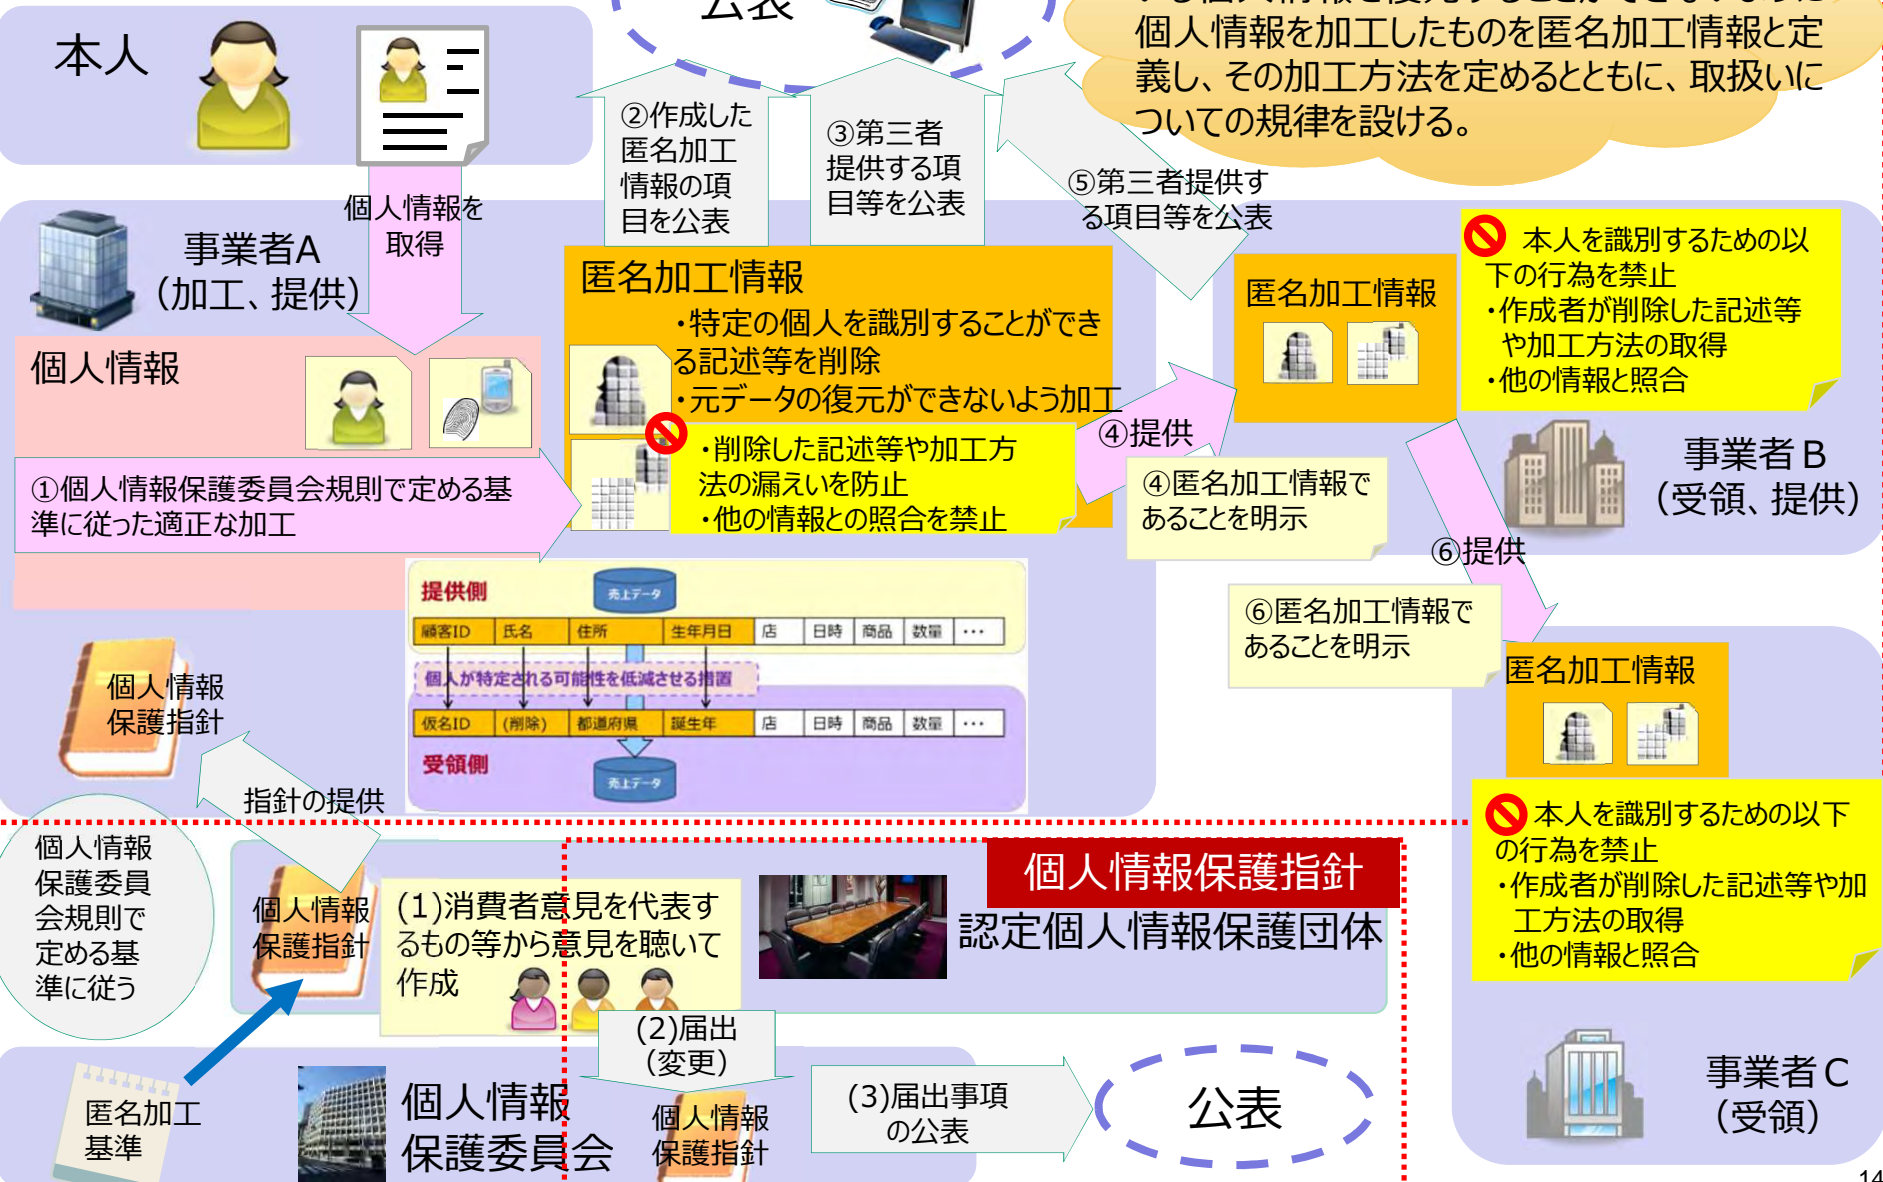 本人
公表
個人情報を加工したものを匿名加工情報と定
義し、その加工方法を定めるとともに、取扱いに
ついての規律を設ける。
②作成した
匿名加工
情報の項
目を公表
③第三者
提供する項
目等を公表
⑤第三者提供す
る項目等を公表
個人情報を
取得
事業者A
（加工、提供）
個人情報
①個人情報保護委員会規則で定める基
準に従った適正な加工
匿名加工情報
・特定の個人を識別することができ
る記述等を削除
・元データの復元ができないよう加工
・削除した記述等や加工方
法の漏えいを防止
・他の情報との照合を禁止
④提供
④匿名加工情報で
あることを明示
匿名加工情報
本人を識別するための以
下の行為を禁止
・作成者が削除した記述等
や加工方法の取得
・他の情報と照合
事業者B
（受領、提供）
⑥提供
⑥匿名加工情報で
あることを明示
提供側
売上データ
顧客ID 氏名 住所 生年月日 店 日時 商品 数量 ・・・
個人が特定される可能性を低減させる措置
仮名ID (削除) 都道府県 誕生年 店 日時 商品 数量 ・・・
受領側
売上データ
個人情報
保護指針
指針の提供
匿名加工情報
本人を識別するための以下
の行為を禁止
・作成者が削除した記述等や加
工方法の取得
・他の情報と照合
事業者C
（受領）
個人情報
保護委員
会規則で
定める基
準に従う
個人情報
保護指針
(1)消費者意見を代表す
るもの等から意見を聴いて
作成
個人情報保護指針
認定個人情報保護団体
(2)届出
（変更）
匿名加工
基準
個人情報
保護委員会
個人情報
保護指針
(3)届出事項
の公表
公表
14